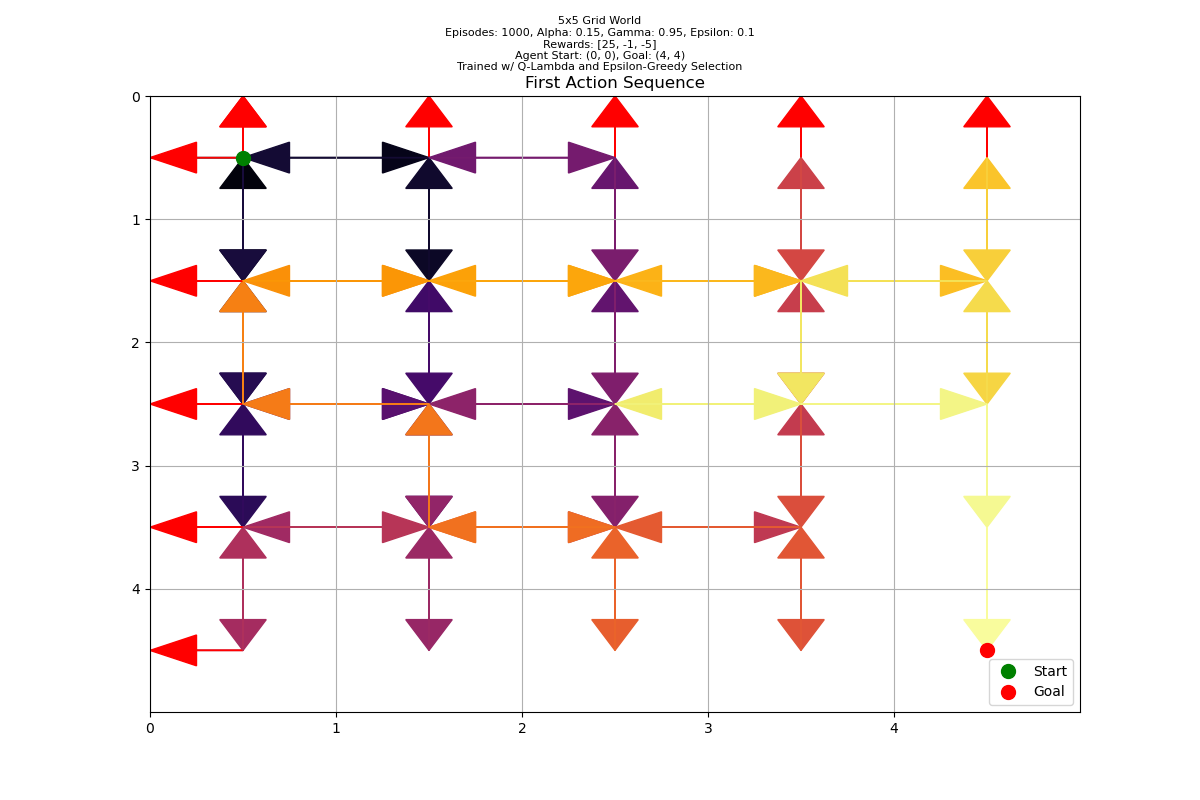 5x5 Grid World
Episodes: 1000, Alpha: 0.15, Gamma: 0.95, Epsilon: 0.1
Rewards: [25, -1, -5]
Agent Start: (0, 0), Goal: (4, 4)
Trained w/ Q-Lambda and Epsilon-Greedy Selection
First Action Sequence
0
1
2
3
4
Start
Goal
0
1
2
3
4